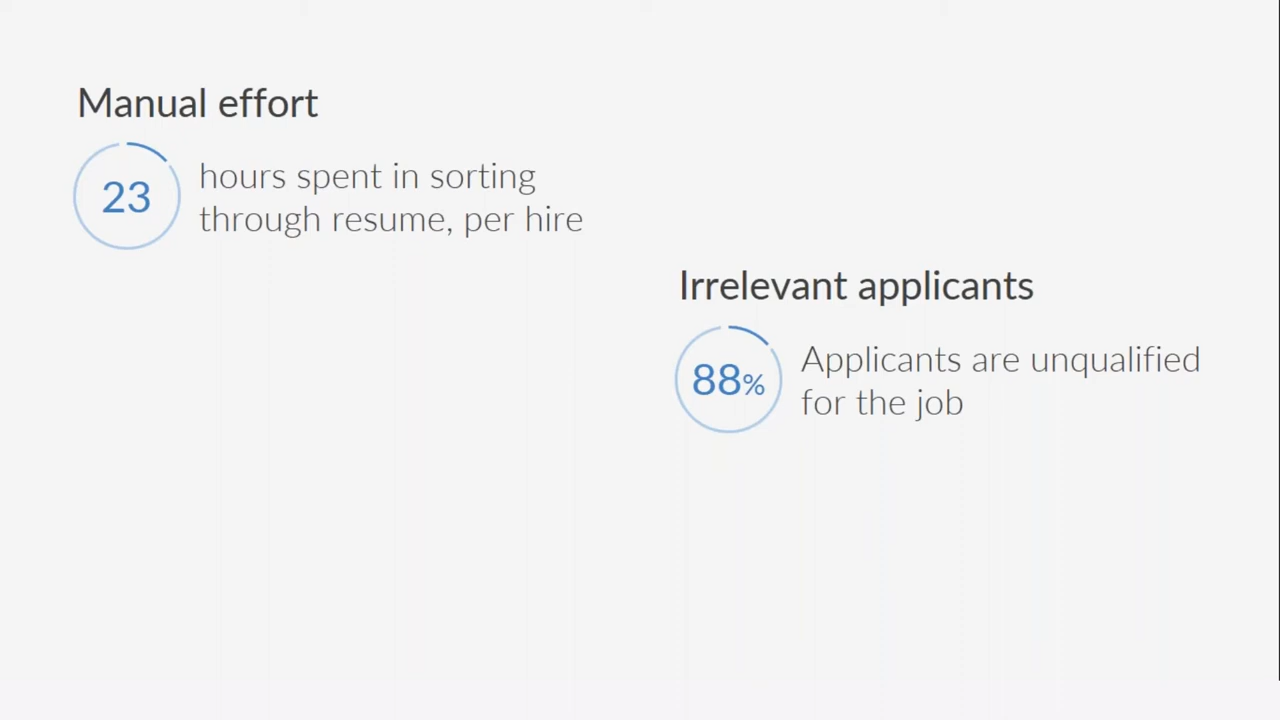 Manual effort
23
hours spent in sorting
through resume, per hire
Irrelevant applicants
88%
Applicants are unqualified
for the job